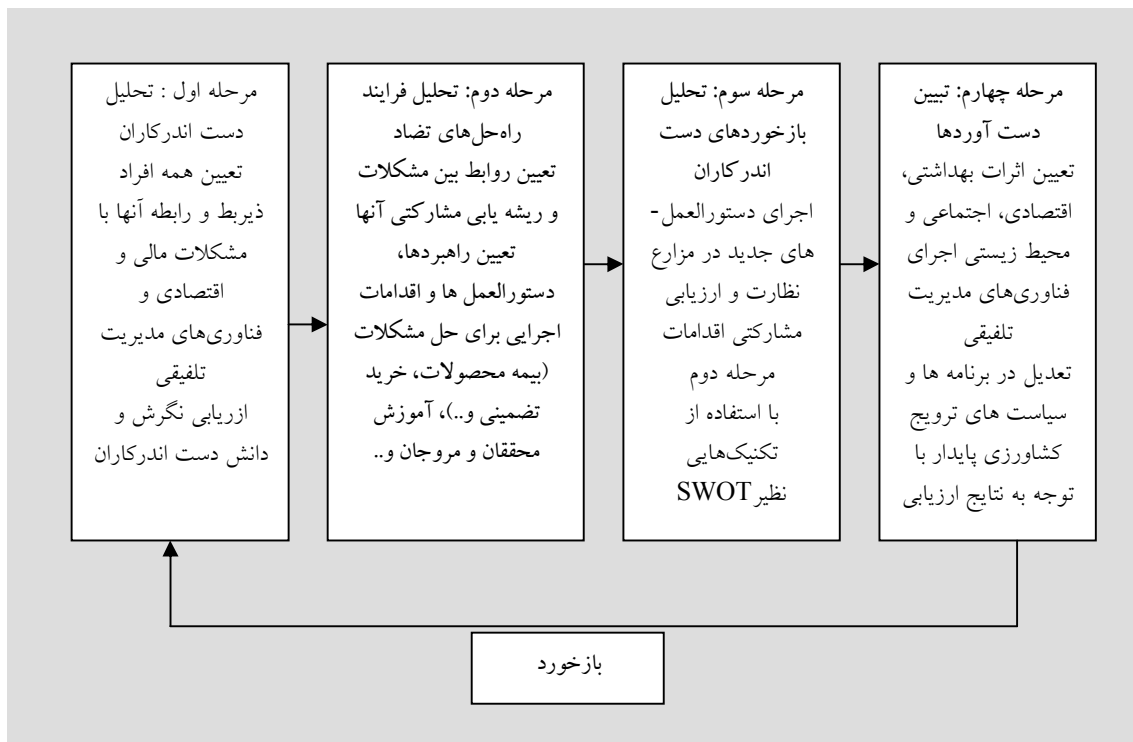 مرحله اول : تحلیل
دست اندرکاران
تعیین همه افراد
ذیربط و رابطه آنها با
مشکلات مالی و
اقتصادی و
فناوری‌های مدیریت
تلفیقی
ازریابی نگرش و
دانش دست اندرکاران
مرحله دوم: تحلیل فرایند
راه‌حل‌های تضاد
تعیین روابط بین مشکلات
و ریشه یابی مشارکتی آنها
تعیین راهبردها،
دستورالعمل ها و اقدامات
اجرایی برای حل مشکلات
(بیمه محصولات، خرید
تضمینی و..)، آموزش
محققان و مروجان و..
مرحله سوم: تحلیل
بازخوردهای دست
اندرکاران
اجرای دستورالعمل-
های جدید در مزارع
نظارت و ارزیابی
مشارکتی اقدامات
مرحله دوم
با استفاده از
تکنیک‌هایی
نظیر SWOT
مرحله چهارم: تبیین
دست آوردها
تعیین اثرات بهداشتی،
اقتصادی، اجتماعی و
محیط زیستی اجرای
فناوری‌های مدیریت
تلفیقی
تعدیل در برنامه ها و
سیاست های ترویج
کشاورزی پایدار با
توجه به نتایج ارزیابی
بازخورد